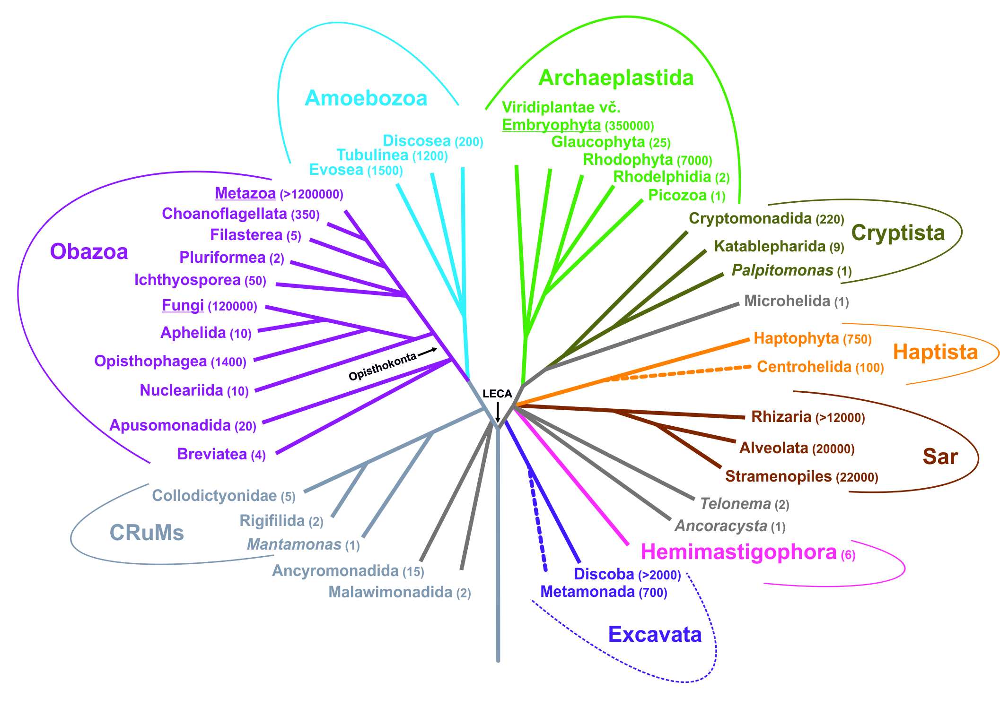 Archaeplastida
Amoebozoa
Viridiplantae vč.
Embryophyta (350000)
Glaucophyta (25)
Rhodophyta (7000)
Rhodelphidia (2)
Picozoa (1)
Discosea (200)
Tubulinea (1200)
Evosea (1500)
Obazoa
Metazoa (>1200000)
Choanoflagellata (350)
Filasterea (5)
Pluriformea (2)
Ichthyosporea (50)
Fungi (120000)
Aphelida (10)
Opisthophagea (1400)
Nucleariida (10)
Apusomonadida (20)
Breviatea (4)
Opisthokonta
LECA
Cryptista
Cryptomonadida (220)
Katablepharida (9)
Palpitomonas (1)
Microhelida (1)
Haptista
Haptophyta (750)
Centrohelida (100)
Sar
Rhizaria (>12000)
Alveolata (20000)
Stramenopiles (22000)
Telonema (2)
Ancoracysta (1)
Hemimastigophora (6)
CRuMs
Collodictyonidae (5)
Rigifilida (2)
Mantamonas (1)
Ancyromonadida (15)
Malawimonadida (2)
Discoba (>2000)
Metamonada (700)
Excavata